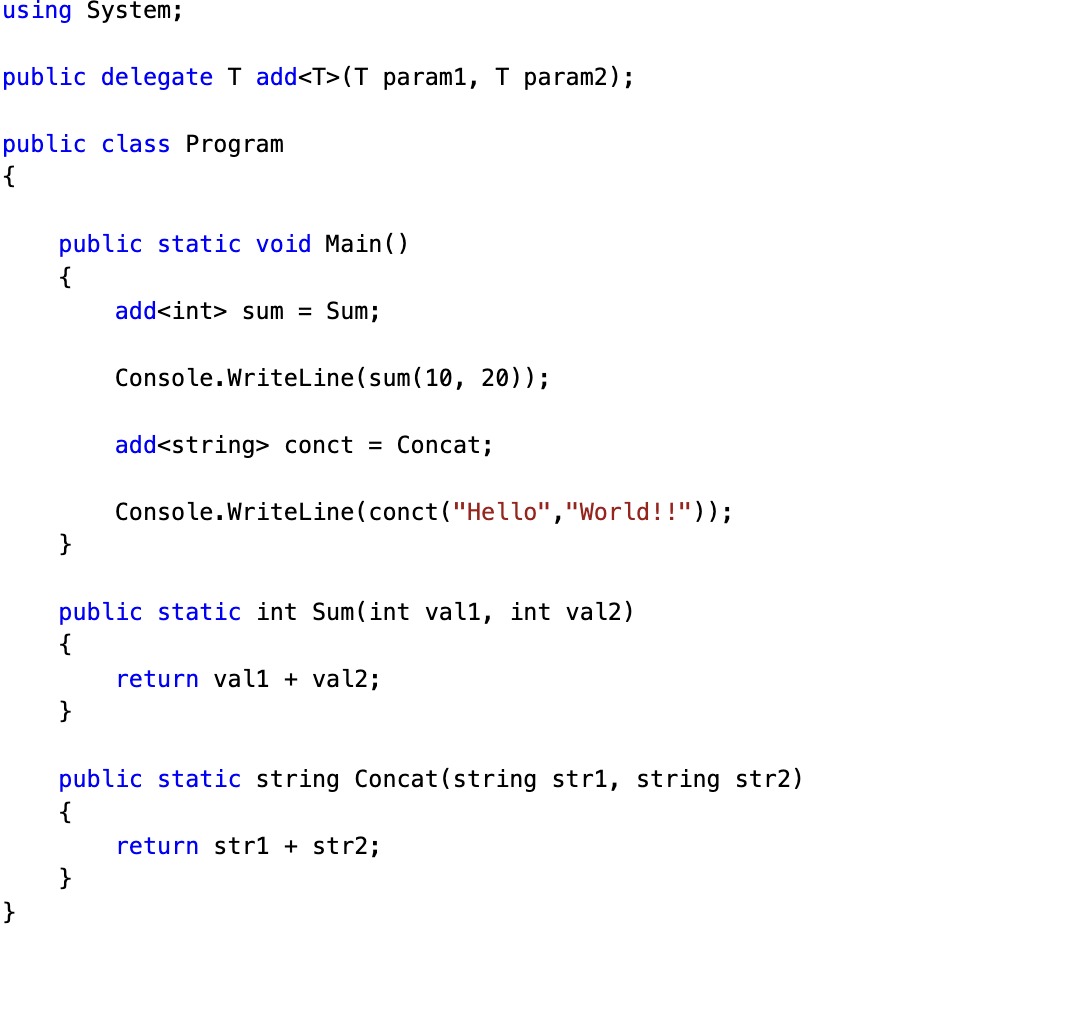 using System;
public delegate T add<T>(T param1, T param2);
public class Program
{
    public static void Main()
    {
        add<int> sum = Sum;
        Console.WriteLine(sum(10, 20));
        add<string> conct = Concat;
        Console.WriteLine(conct("Hello","World!!"));
    }
    public static int Sum(int val1, int val2)
    {
        return val1 + val2;
    }
    public static string Concat(string str1, string str2)
    {
        return str1 + str2;
    }
}